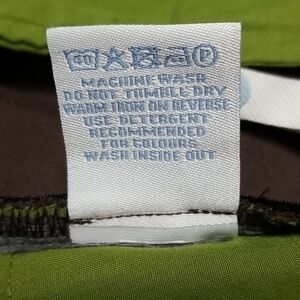 MACHINE WASH
DO NOT TUMBLE DRY
WARM IRON ON REVERSE
USE DETERGENT
RECOMMENDED
FOR COLOURS
WASH INSIDE OUT